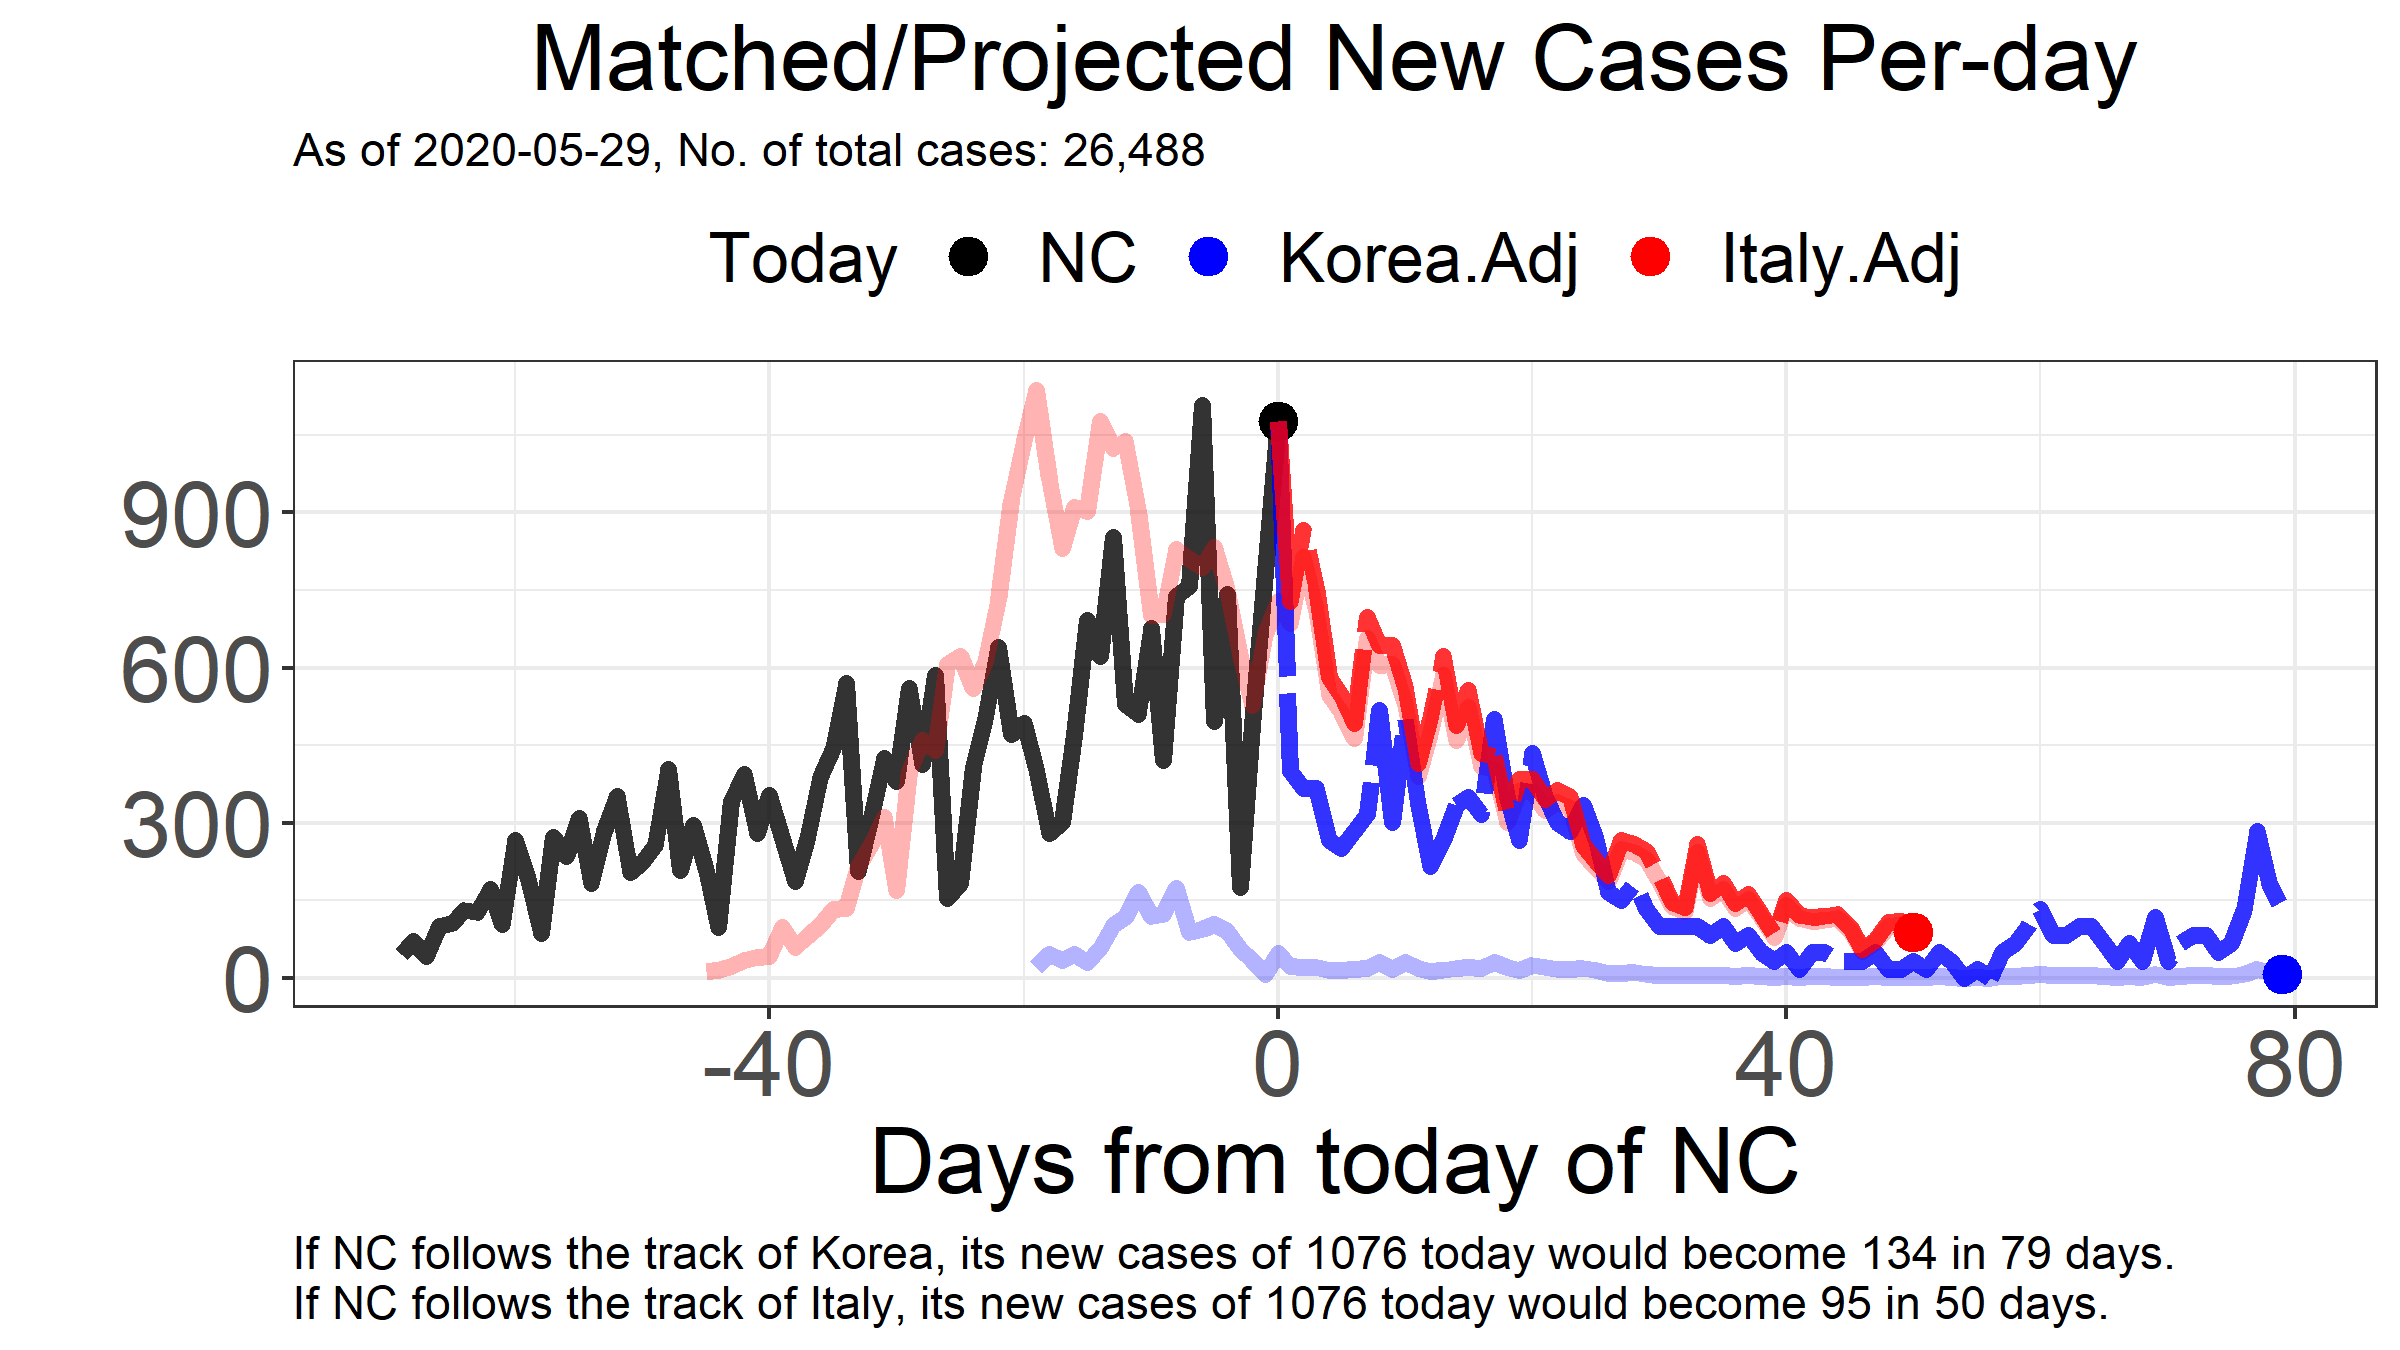 Matched/Projected New Cases Per-day
As of 2020-05-29, No. of total cases: 26,488
Today NC Korea.Adj Italy.Adj
900
600
300
0
-40 0 40 80
Days from today of NC
If NC follows the track of Korea, its new cases of 1076 today would become 134 in 79 days.
If NC follows the track of Italy, its new cases of 1076 today would become 95 in 50 days.